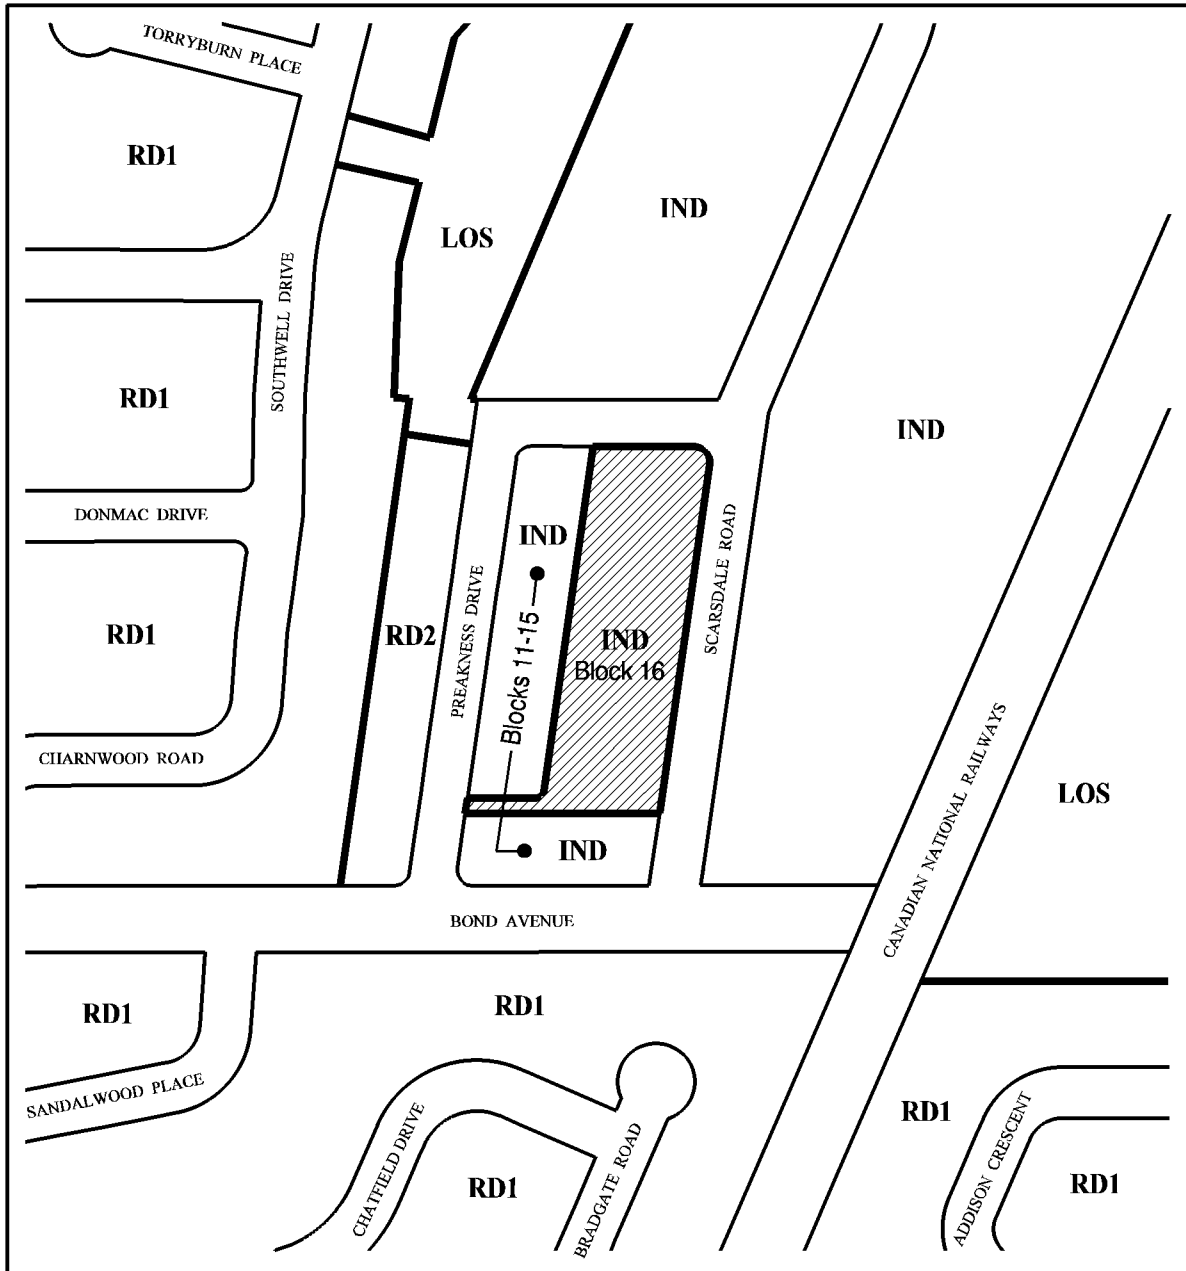 TORRYBURN PLACE
RD1
IND
LOS
SOUTHWELL DRIVE
RD1
IND
DONMAC DRIVE
IND
SCARSDALE ROAD
PREAKNESS DRIVE
RD1
RD2
Blocks 11-15
IND
Block 16
CHARNWOOD ROAD
CANADIAN NATIONAL RAILWAYS
LOS
IND
BOND AVENUE
RD1
RD1
SANDALWOOD PLACE
CHATFIELD DRIVE
BRADGATE ROAD
RD1
ADDISON CRESCENT
RD1
RD1